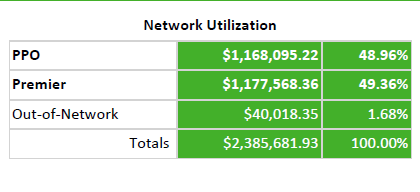 Network Utilization
PPO $1,168,095.22 48.96%
Premier $1,177,568.36 49.36%
Out-of-Network $40,018.35 1.68%
Totals $2,385,681.93 100.00%